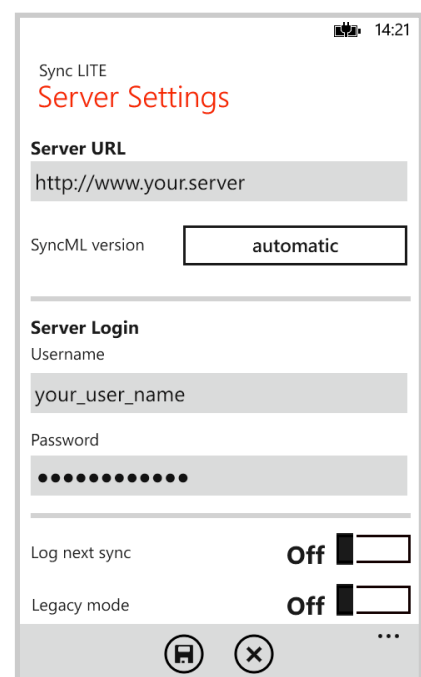 14:21
Sync LITE
Server Settings
Server URL
http://www.your.server
SyncML version automatic
Server Login
Username
your_user_name
Password
●●●●●●●●●●●●
Log next sync Off
Legacy mode Off
...